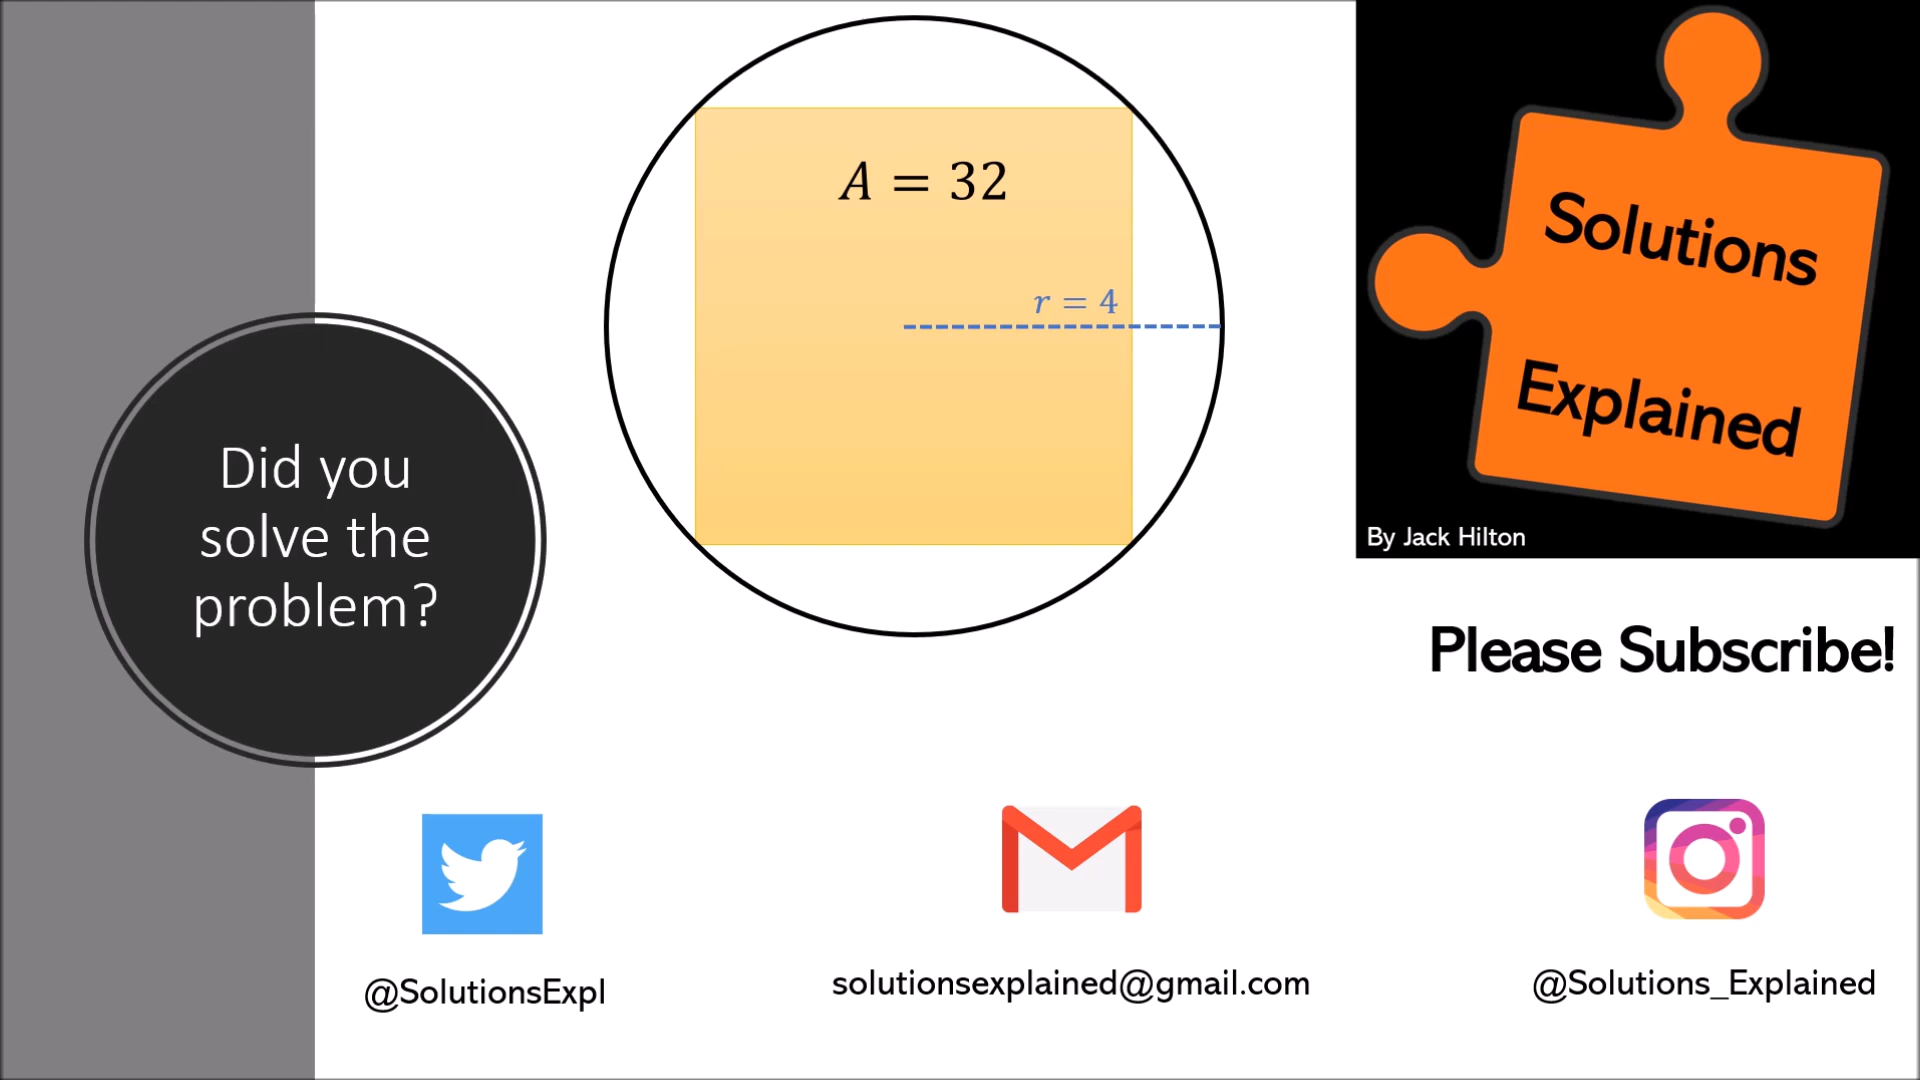 A = 32
r = 4
Did you
solve the
problem?
Solutions
Explained
By Jack Hilton
Please Subscribe!
@SolutionsExpl
solutionsexplained@gmail.com
@Solutions_Explained